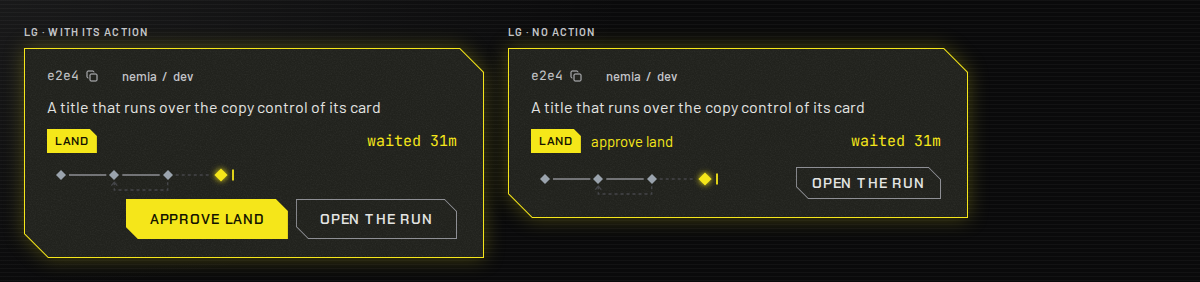 LG · WITH ITS ACTION
e2e4 nemla / dev
A title that runs over the copy control of its card
LAND waited 31m
APPROVE LAND OPEN THE RUN
LG · NO ACTION
e2e4 nemla / dev
A title that runs over the copy control of its card
LAND approve land waited 31m
OPEN THE RUN